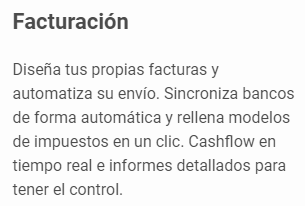 Facturación
Diseña tus propias facturas y
automatiza su envío. Sincroniza bancos
de forma automática y rellena modelos
de impuestos en un clic. Cashflow en
tiempo real e informes detallados para
tener el control.